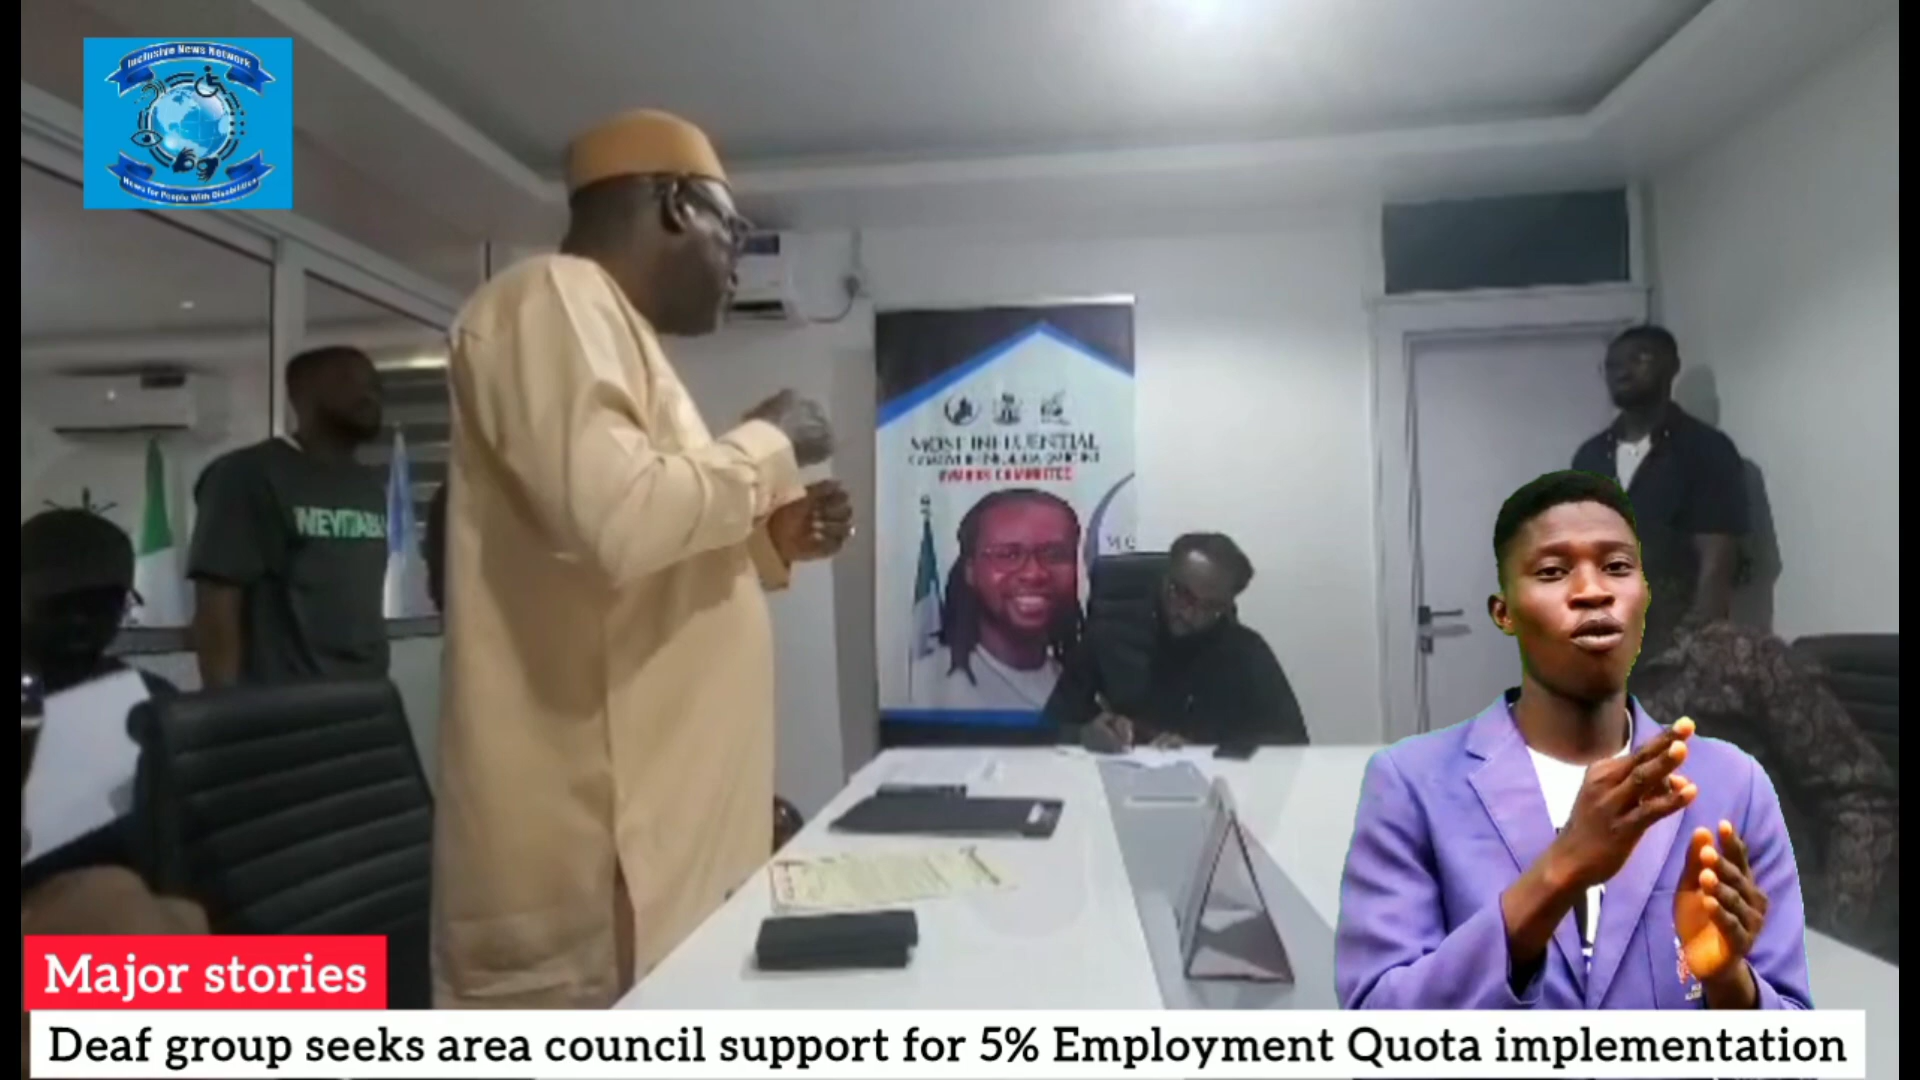 Inclusive News Network
News for People With Disabilities
INEVITABL
MOST INFLUENTIAL
Major stories
Deaf group seeks area council support for 5% Employment Quota implementation